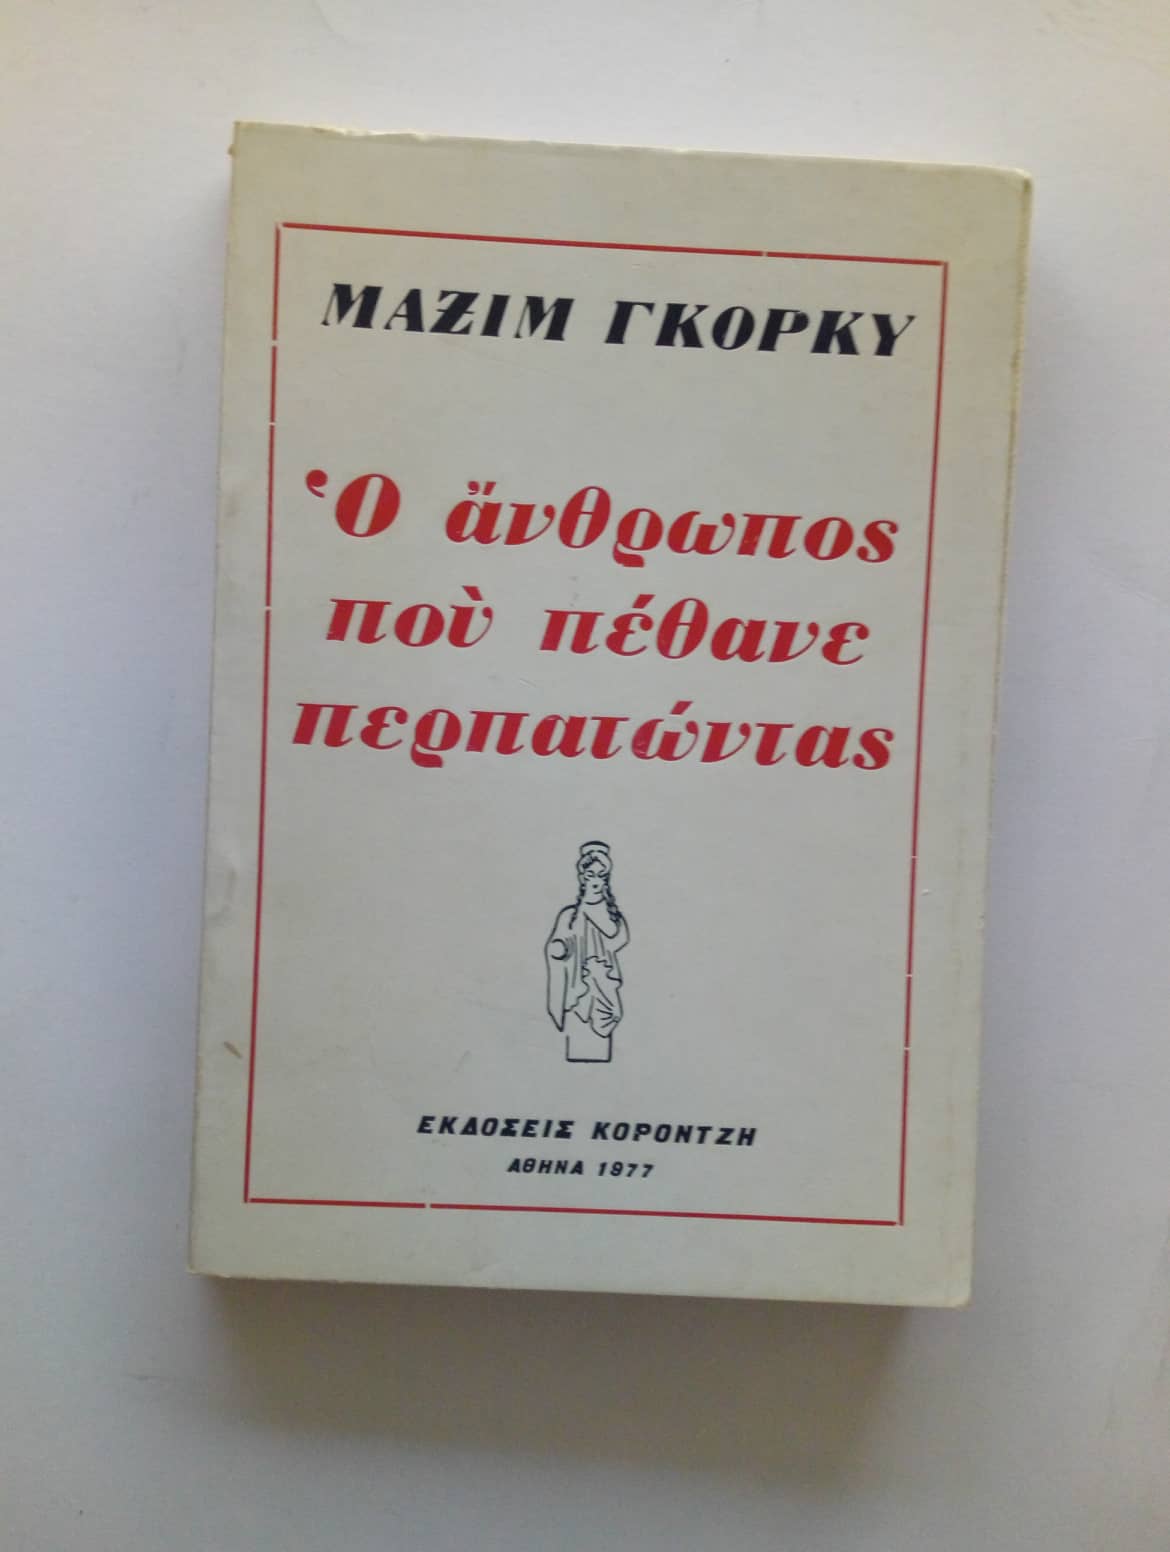 ΜΑΞΙΜ ΓΚΟΡΚΥ
Ὁ ἄνθρωπος
ποὺ πέθανε
περπατώντας
ΕΚΔΟΣΕΙΣ ΚΟΡΟΝΤΖΗ
ΑΘΗΝΑ 1977